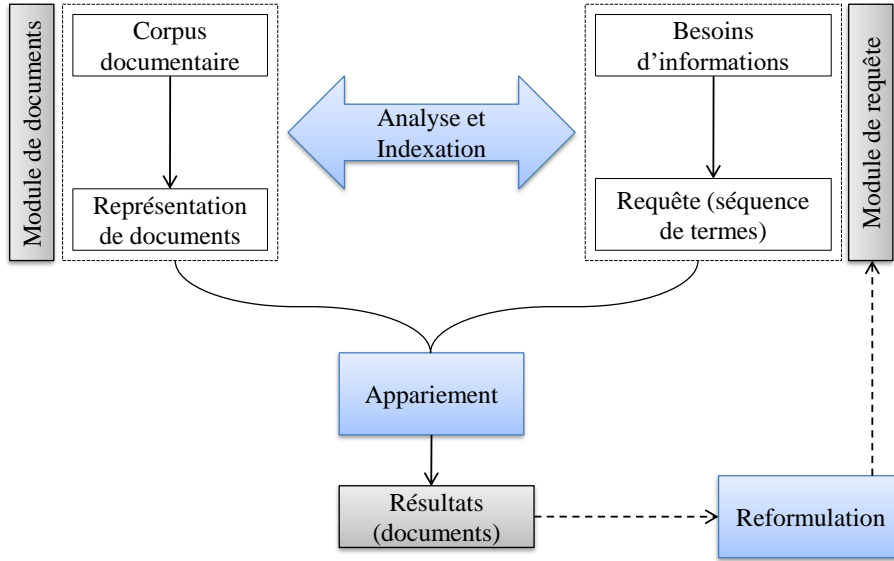 Module de documents
Corpus
documentaire
Représentation
de documents
Analyse et
Indexation
Besoins
d’informations
Requête (séquence
de termes)
Module de requête
Appariement
Résultats
(documents)
Reformulation